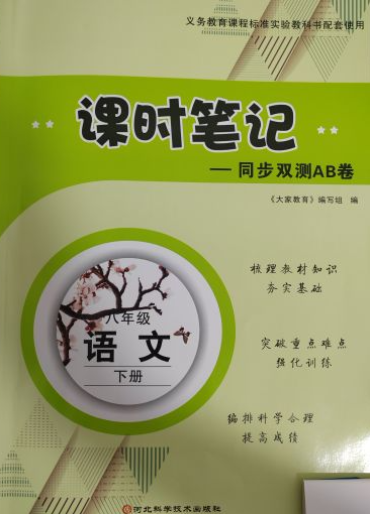 义务教育课程标准实验教科书配套使用
课时笔记
—同步双测AB卷
《大家教育》编写组 编
梳理教材知识
夯实基础
八年级
语文
下册
突破重点难点
强化训练
编排科学合理
提高成绩
河北科学技术出版社